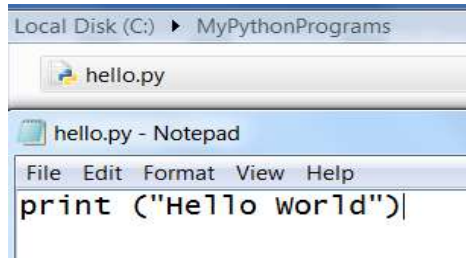 Local Disk (C:) ▸ MyPythonPrograms
hello.py
hello.py - Notepad
File Edit Format View Help
print ("Hello World")